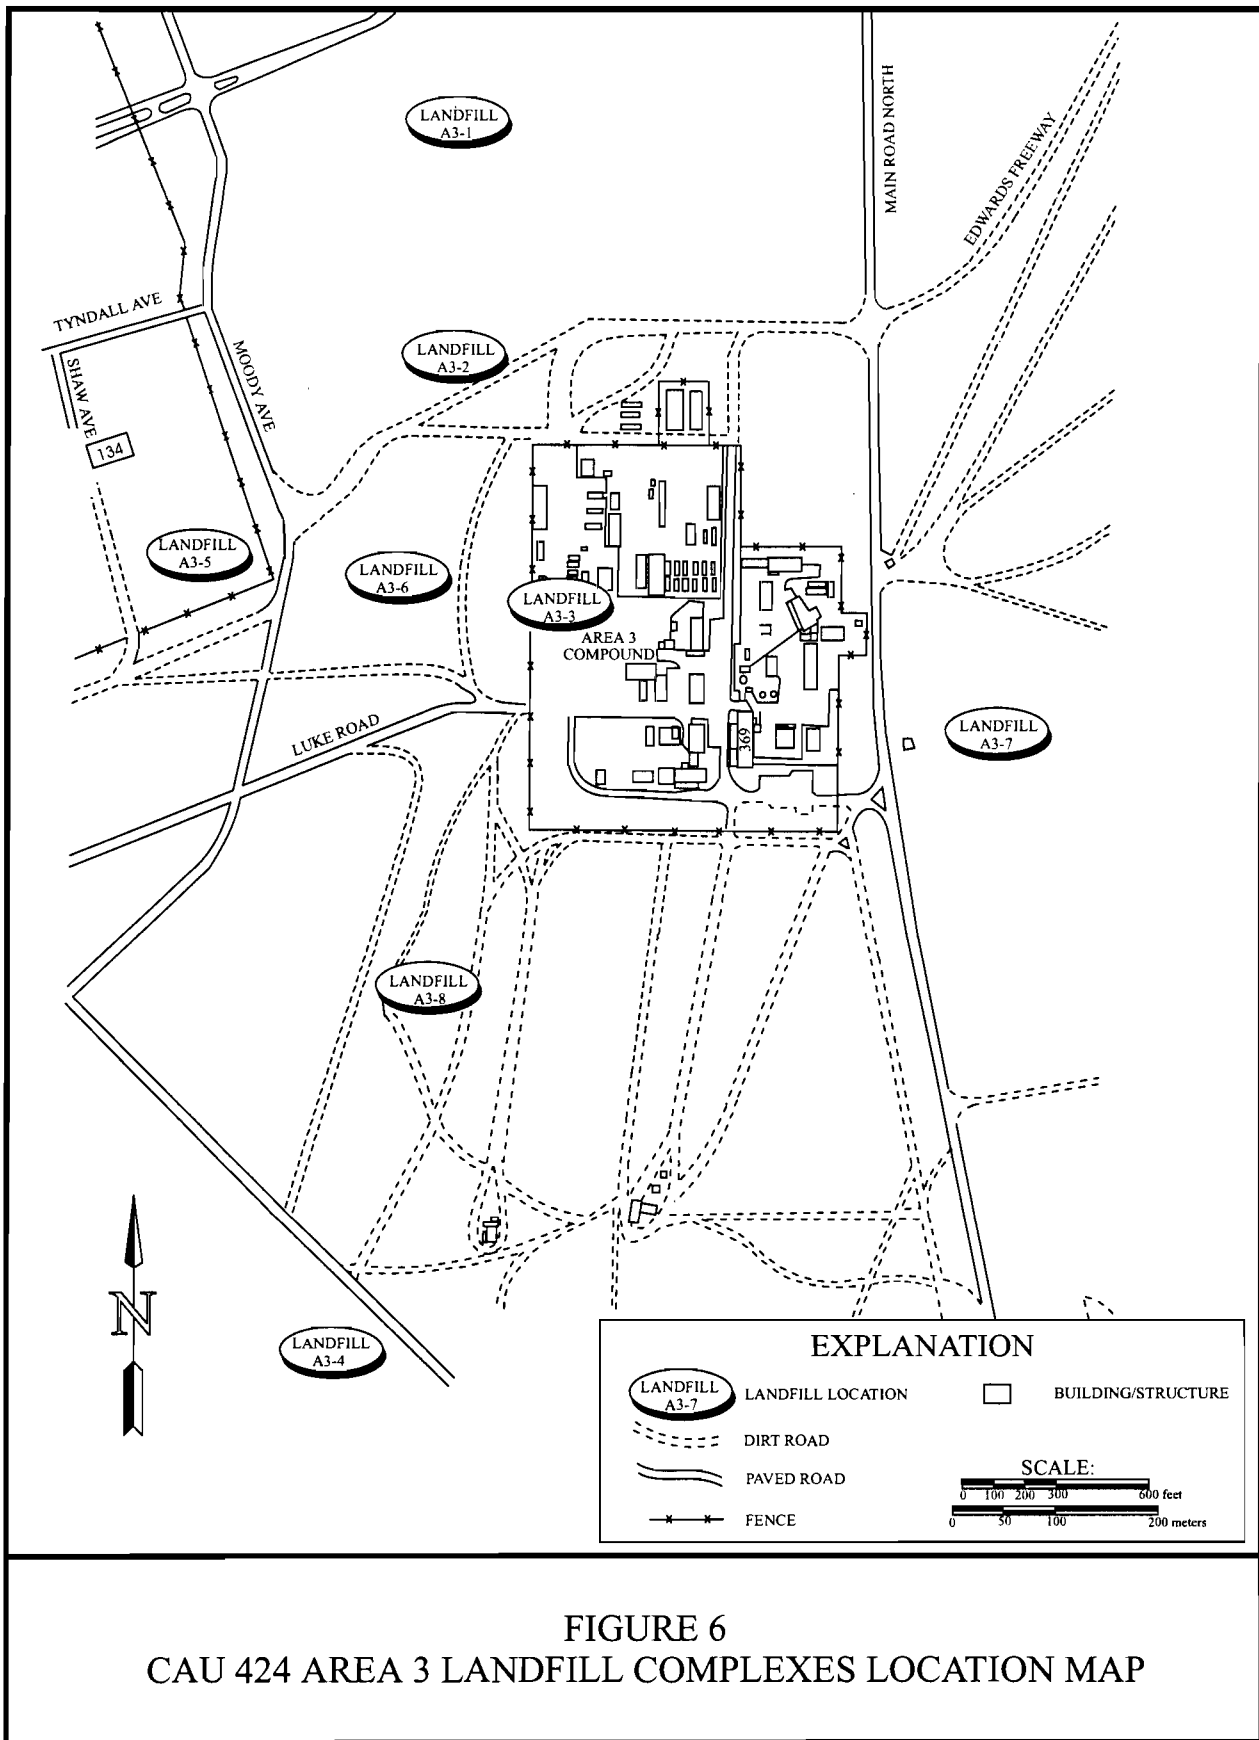 LANDFILL
A3-1
MAIN ROAD NORTH
EDWARDS FREEWAY
TYNDALL AVE
SHAW AVE
MOODY AVE
134
LANDFILL
A3-2
LANDFILL
A3-5
LANDFILL
A3-6
LANDFILL
A3-3
AREA 3
COMPOUND
LUKE ROAD
369
LANDFILL
A3-7
LANDFILL
A3-8
N
LANDFILL
A3-4
EXPLANATION
LANDFILL
A3-7
LANDFILL LOCATION
BUILDING/STRUCTURE
DIRT ROAD
PAVED ROAD
FENCE
SCALE:
0 100 200 300 600 feet
0 50 100 200 meters
FIGURE 6
CAU 424 AREA 3 LANDFILL COMPLEXES LOCATION MAP